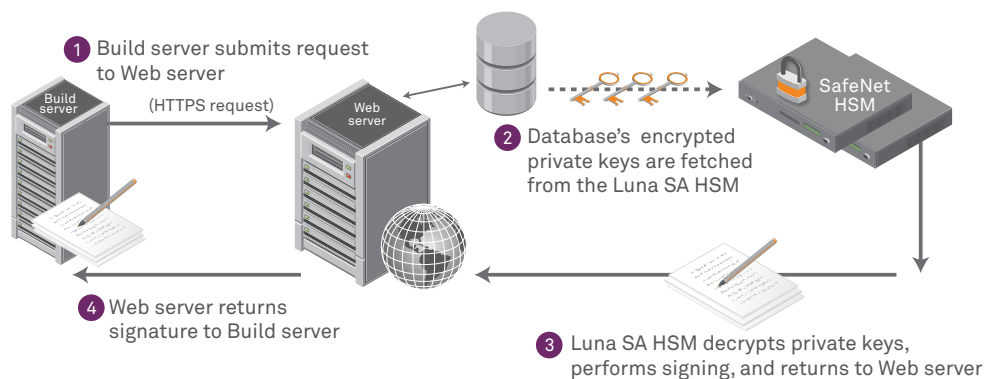 1 Build server submits request
to Web server
Build
server
(HTTPS request)
Web
server
SafeNet
HSM
2 Database's encrypted
private keys are fetched
from the Luna SA HSM
4 Web server returns
signature to Build server
3 Luna SA HSM decrypts private keys,
performs signing, and returns to Web server